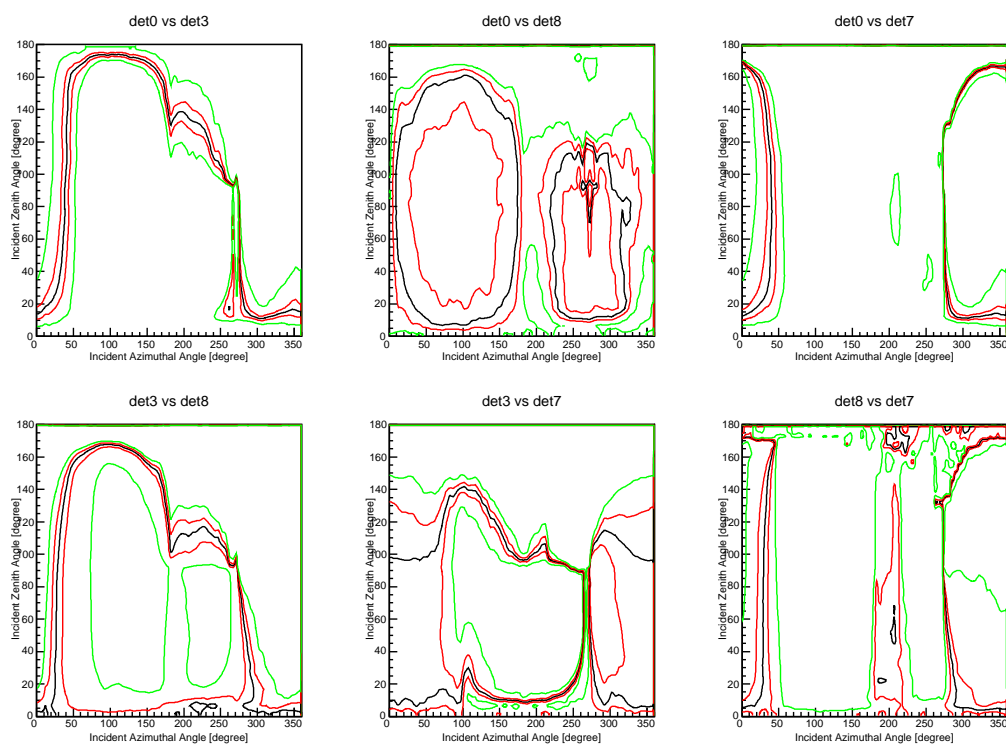 det0 vs det3
det0 vs det8
det0 vs det7
Incident Zenith Angle [degree]
180
160
140
120
100
80
60
40
20
0
0 50 100 150 200 250 300 350
Incident Azimuthal Angle [degree]
Incident Zenith Angle [degree]
180
160
140
120
100
80
60
40
20
0
0 50 100 150 200 250 300 350
Incident Azimuthal Angle [degree]
Incident Zenith Angle [degree]
180
160
140
120
100
80
60
40
20
0
0 50 100 150 200 250 300 350
Incident Azimuthal Angle [degree]
det3 vs det8
det3 vs det7
det8 vs det7
Incident Zenith Angle [degree]
180
160
140
120
100
80
60
40
20
0
0 50 100 150 200 250 300 350
Incident Azimuthal Angle [degree]
Incident Zenith Angle [degree]
180
160
140
120
100
80
60
40
20
0
0 50 100 150 200 250 300 350
Incident Azimuthal Angle [degree]
Incident Zenith Angle [degree]
180
160
140
120
100
80
60
40
20
0
0 50 100 150 200 250 300 350
Incident Azimuthal Angle [degree]